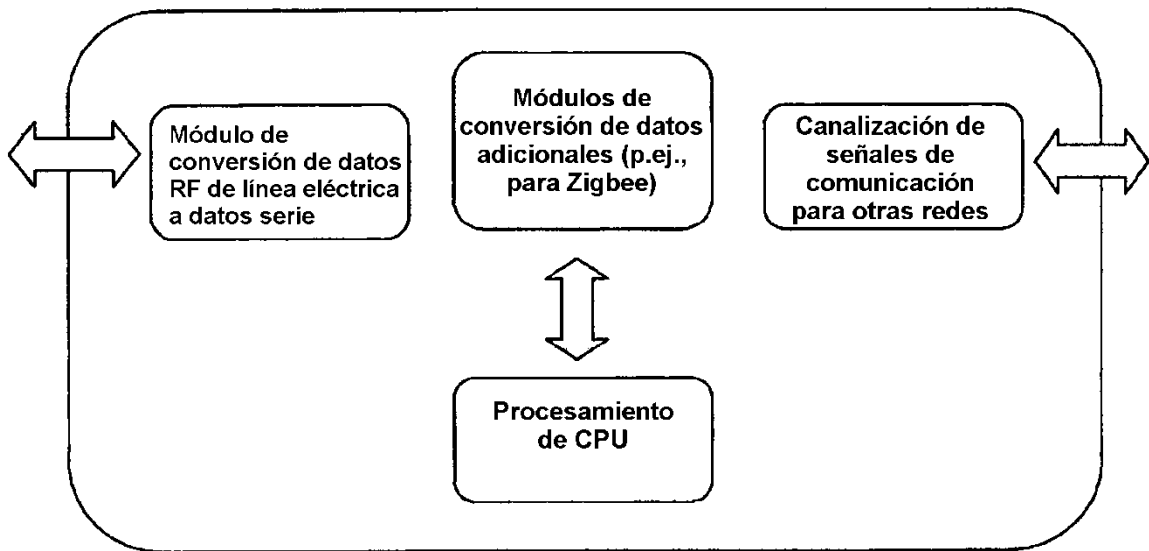 Módulo de
conversión de datos
RF de línea eléctrica
a datos serie
Módulos de
conversión de datos
adicionales (p.ej.,
para Zigbee)
Canalización de
señales de
comunicación
para otras redes
Procesamiento
de CPU